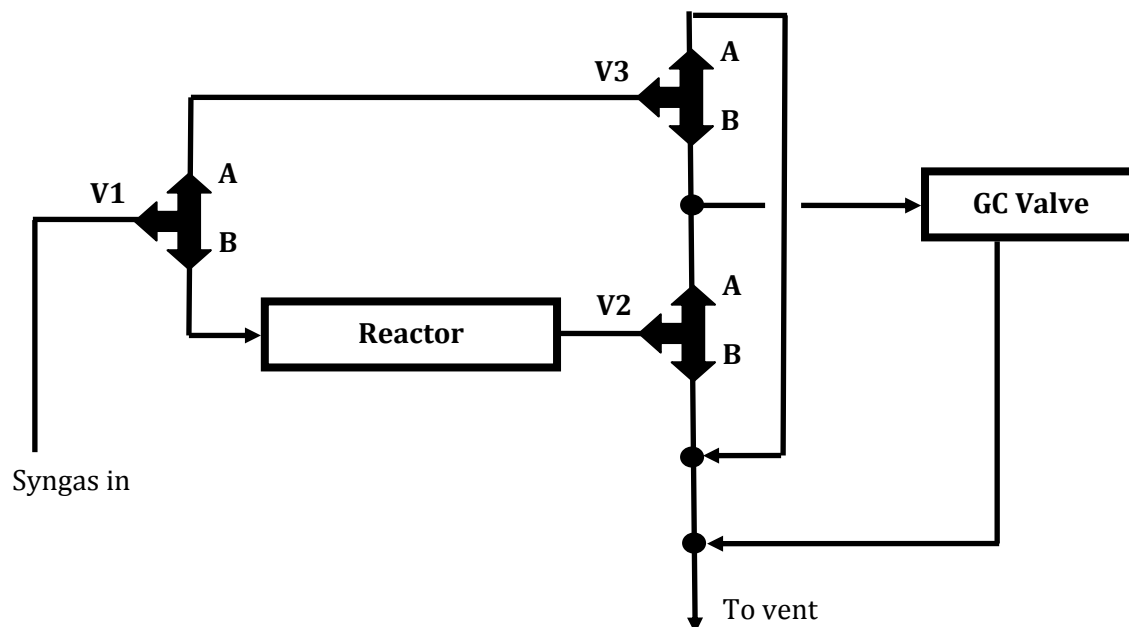 A
V3
B
A
V1
GC Valve
B
A
V2
Reactor
B
Syngas in
To vent